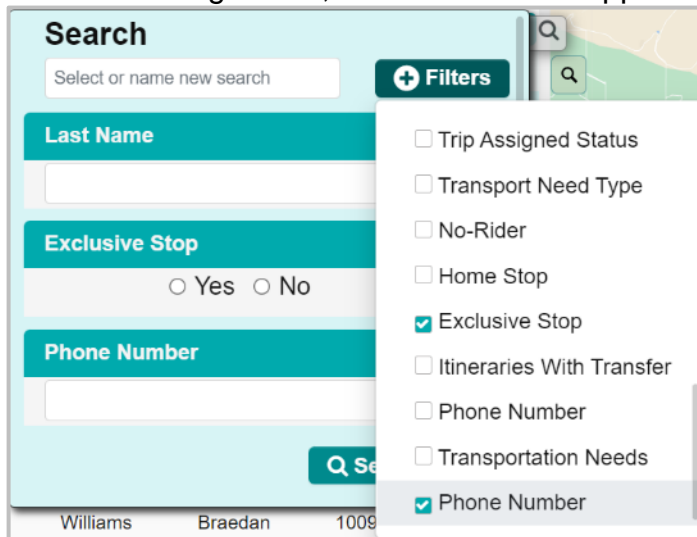 Search
Select or name new search
Filters
Last Name
Exclusive Stop
Yes No
Phone Number
Trip Assigned Status
Transport Need Type
No-Rider
Home Stop
Exclusive Stop
Itineraries With Transfer
Phone Number
Transportation Needs
Phone Number
Williams Braedan 1009